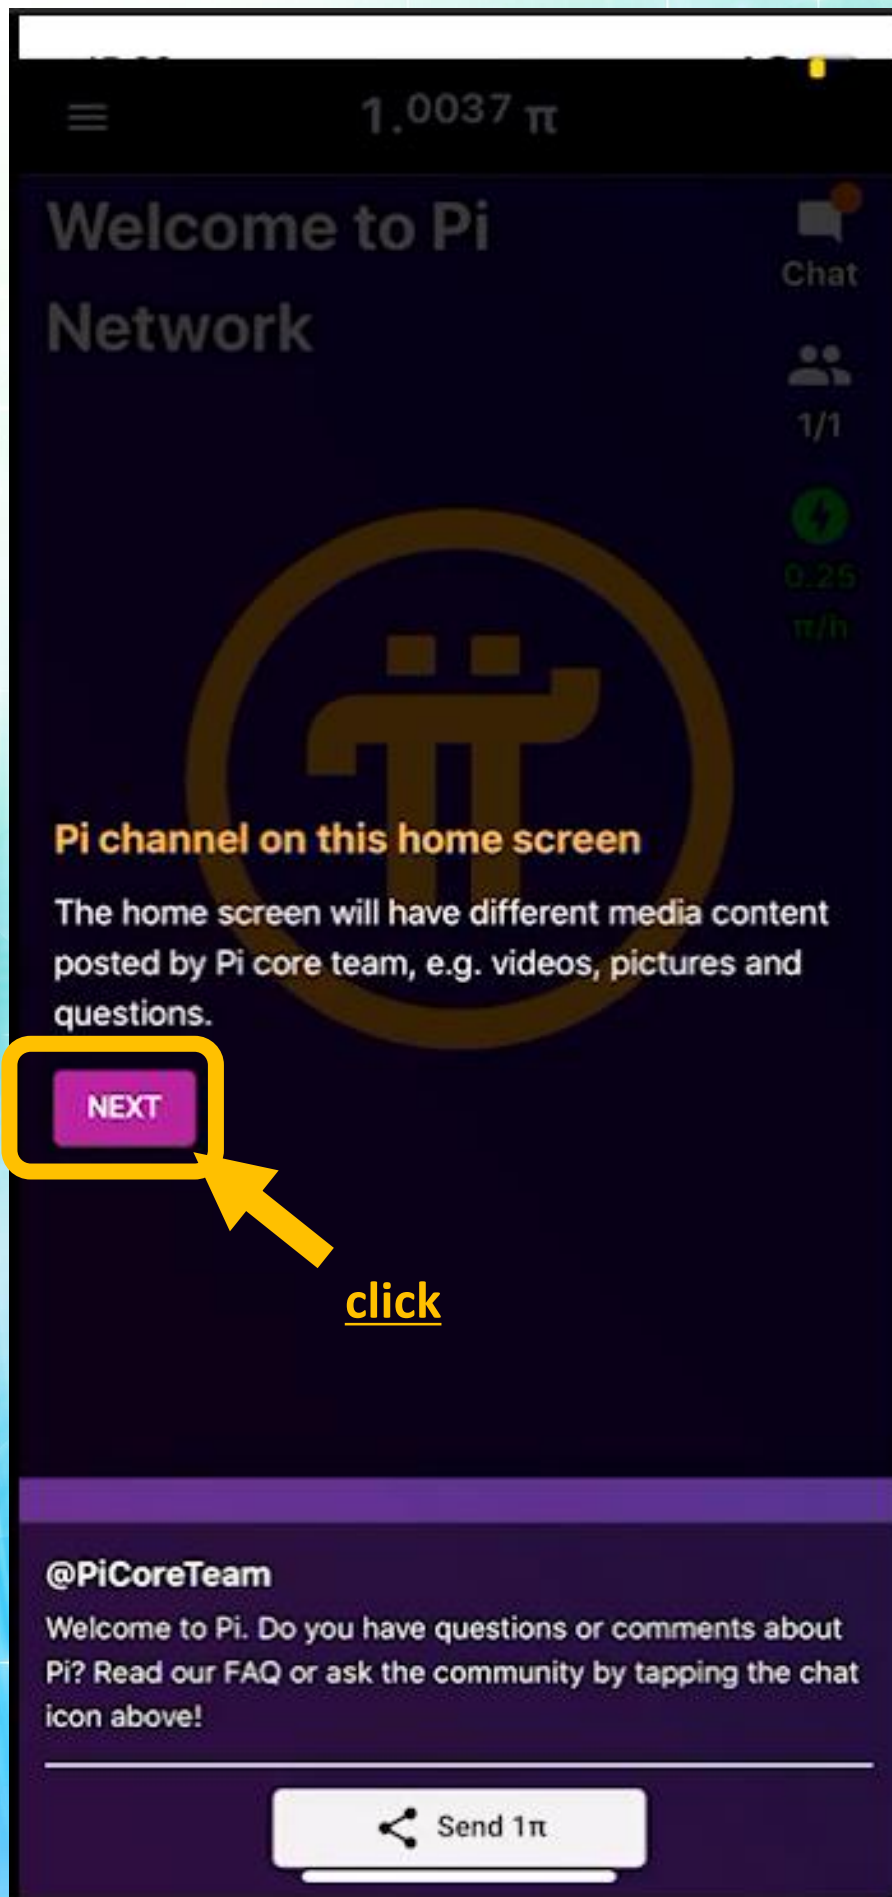 1.0037 π
Welcome to Pi
Network
Chat
1/1
0.25
π/h
Pi channel on this home screen
The home screen will have different media content
posted by Pi core team, e.g. videos, pictures and
questions.
NEXT
click
@PiCoreTeam
Welcome to Pi. Do you have questions or comments about
Pi? Read our FAQ or ask the community by tapping the chat
icon above!
Send 1π